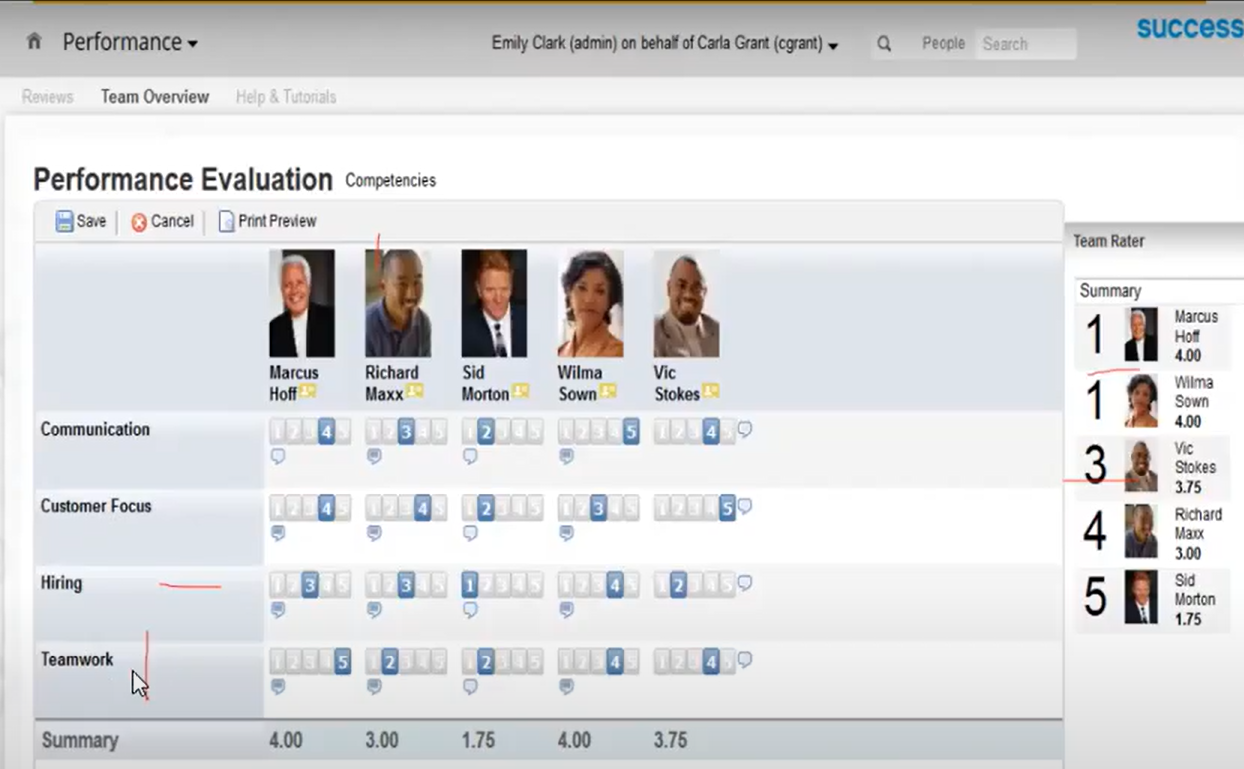 success
Performance
Emily Clark (admin) on behalf of Carla Grant (cgrant)
People Search
Reviews Team Overview Help & Tutorials
Performance Evaluation Competencies
Save Cancel Print Preview
Team Rater
Summary
Marcus Hoff
Richard Maxx
Sid Morton
Wilma Sown
Vic Stokes
Communication
1 2 3 4 5 1 2 3 4 5 1 2 3 4 5 1 2 3 4 5 1 2 3 4 5
Customer Focus
1 2 3 4 5 1 2 3 4 5 1 2 3 4 5 1 2 3 4 5 1 2 3 4 5
Hiring
1 2 3 4 5 1 2 3 4 5 1 2 3 4 5 1 2 3 4 5 1 2 3 4 5
Teamwork
1 2 3 4 5 1 2 3 4 5 1 2 3 4 5 1 2 3 4 5 1 2 3 4 5
Summary 4.00 3.00 1.75 4.00 3.75
1 Marcus
Hoff
4.00
1 Wilma
Sown
4.00
3 Vic
Stokes
3.75
4 Richard
Maxx
3.00
5 Sid
Morton
1.75